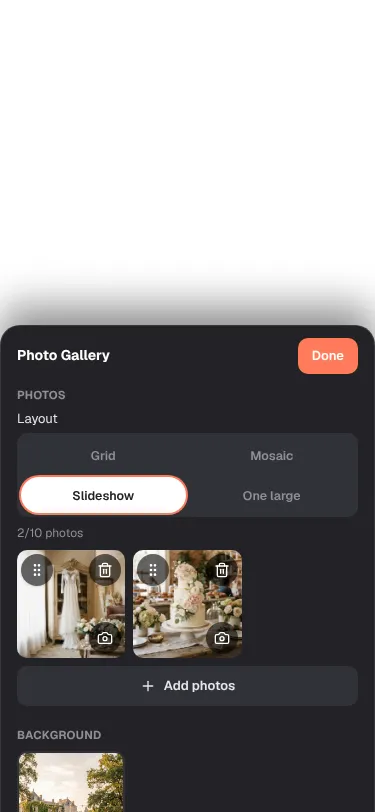 Photo Gallery
Done
PHOTOS
Layout
Grid
Mosaic
Slideshow
One large
2/10 photos
Add photos
BACKGROUND